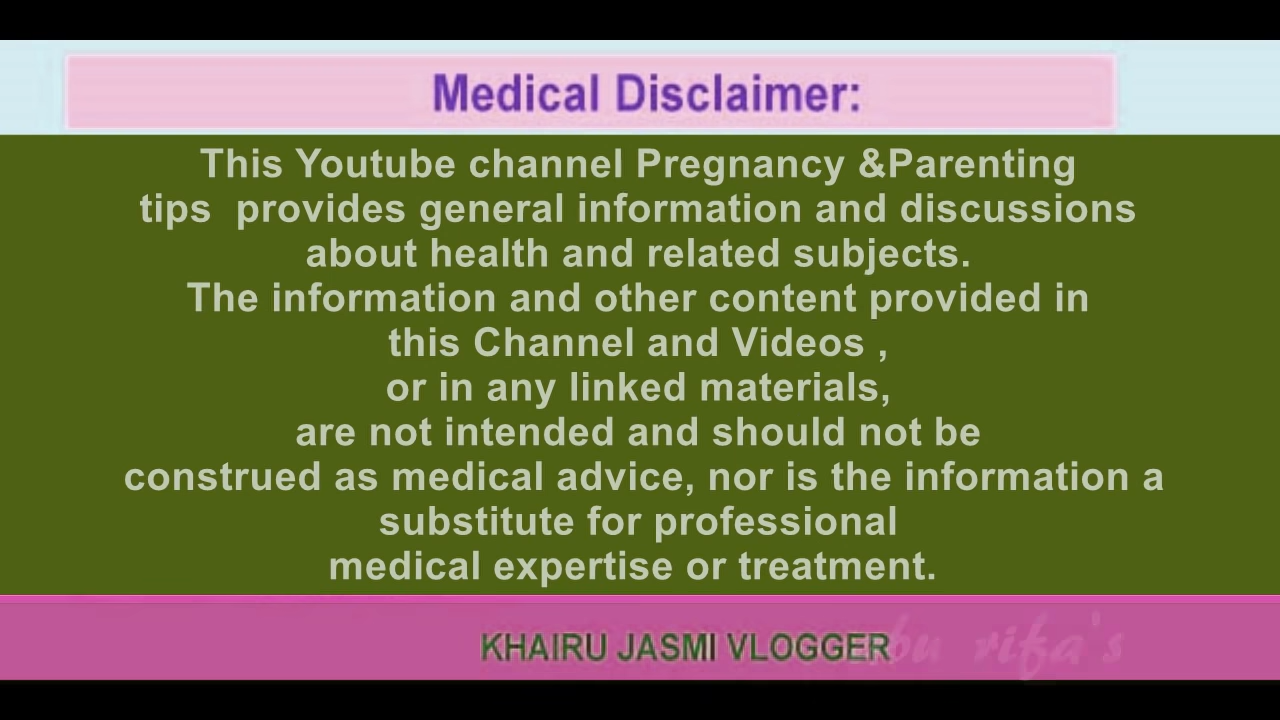 Medical Disclaimer:
This Youtube channel Pregnancy &Parenting
tips  provides general information and discussions
about health and related subjects.
The information and other content provided in
this Channel and Videos ,
or in any linked materials,
are not intended and should not be
construed as medical advice, nor is the information a
substitute for professional
medical expertise or treatment.
KHAIRU JASMI VLOGGER
rifa's